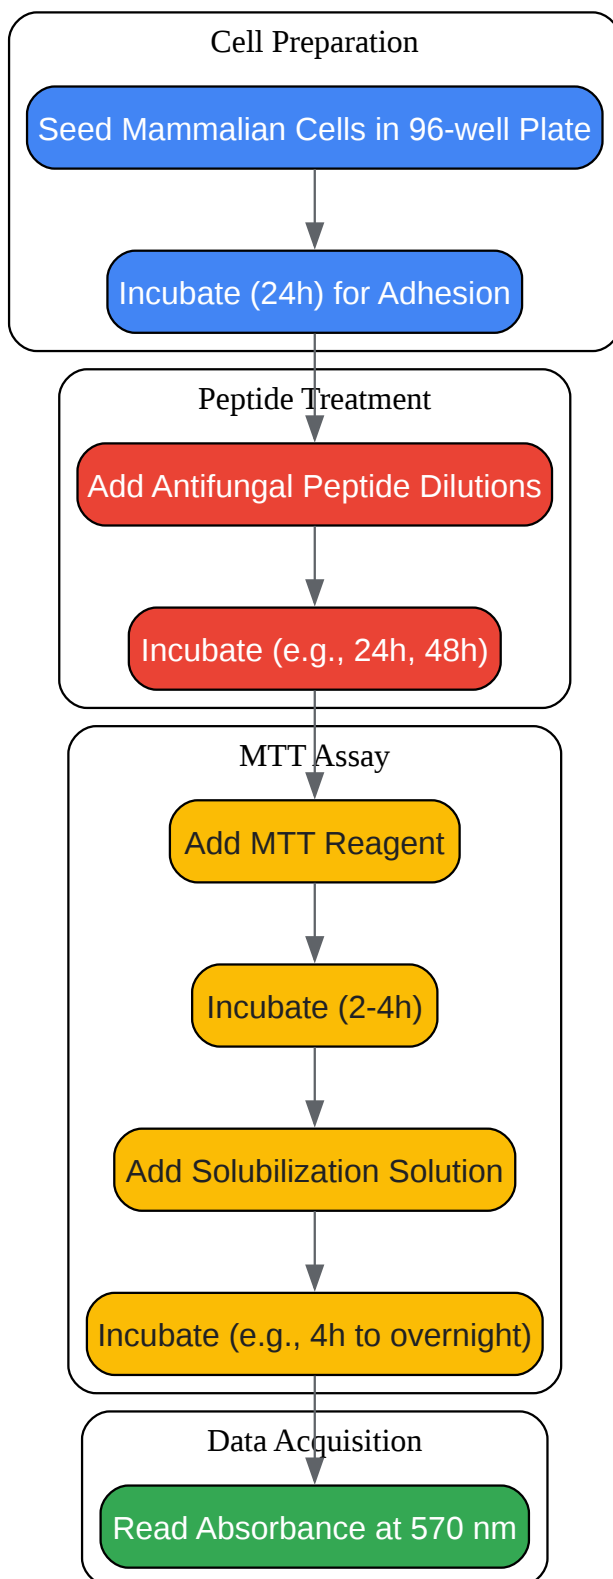 Cell Preparation
Seed Mammalian Cells in 96-well Plate
Incubate (24h) for Adhesion
Peptide Treatment
Add Antifungal Peptide Dilutions
Incubate (e.g., 24h, 48h)
MTT Assay
Add MTT Reagent
Incubate (2-4h)
Add Solubilization Solution
Incubate (e.g., 4h to overnight)
Data Acquisition
Read Absorbance at 570 nm